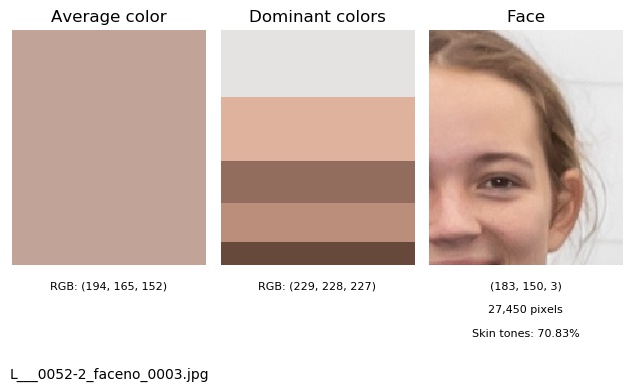 Average color
Dominant colors
Face
RGB: (194, 165, 152)
RGB: (229, 228, 227)
(183, 150, 3)
27,450 pixels
Skin tones: 70.83%
L___0052-2_faceno_0003.jpg